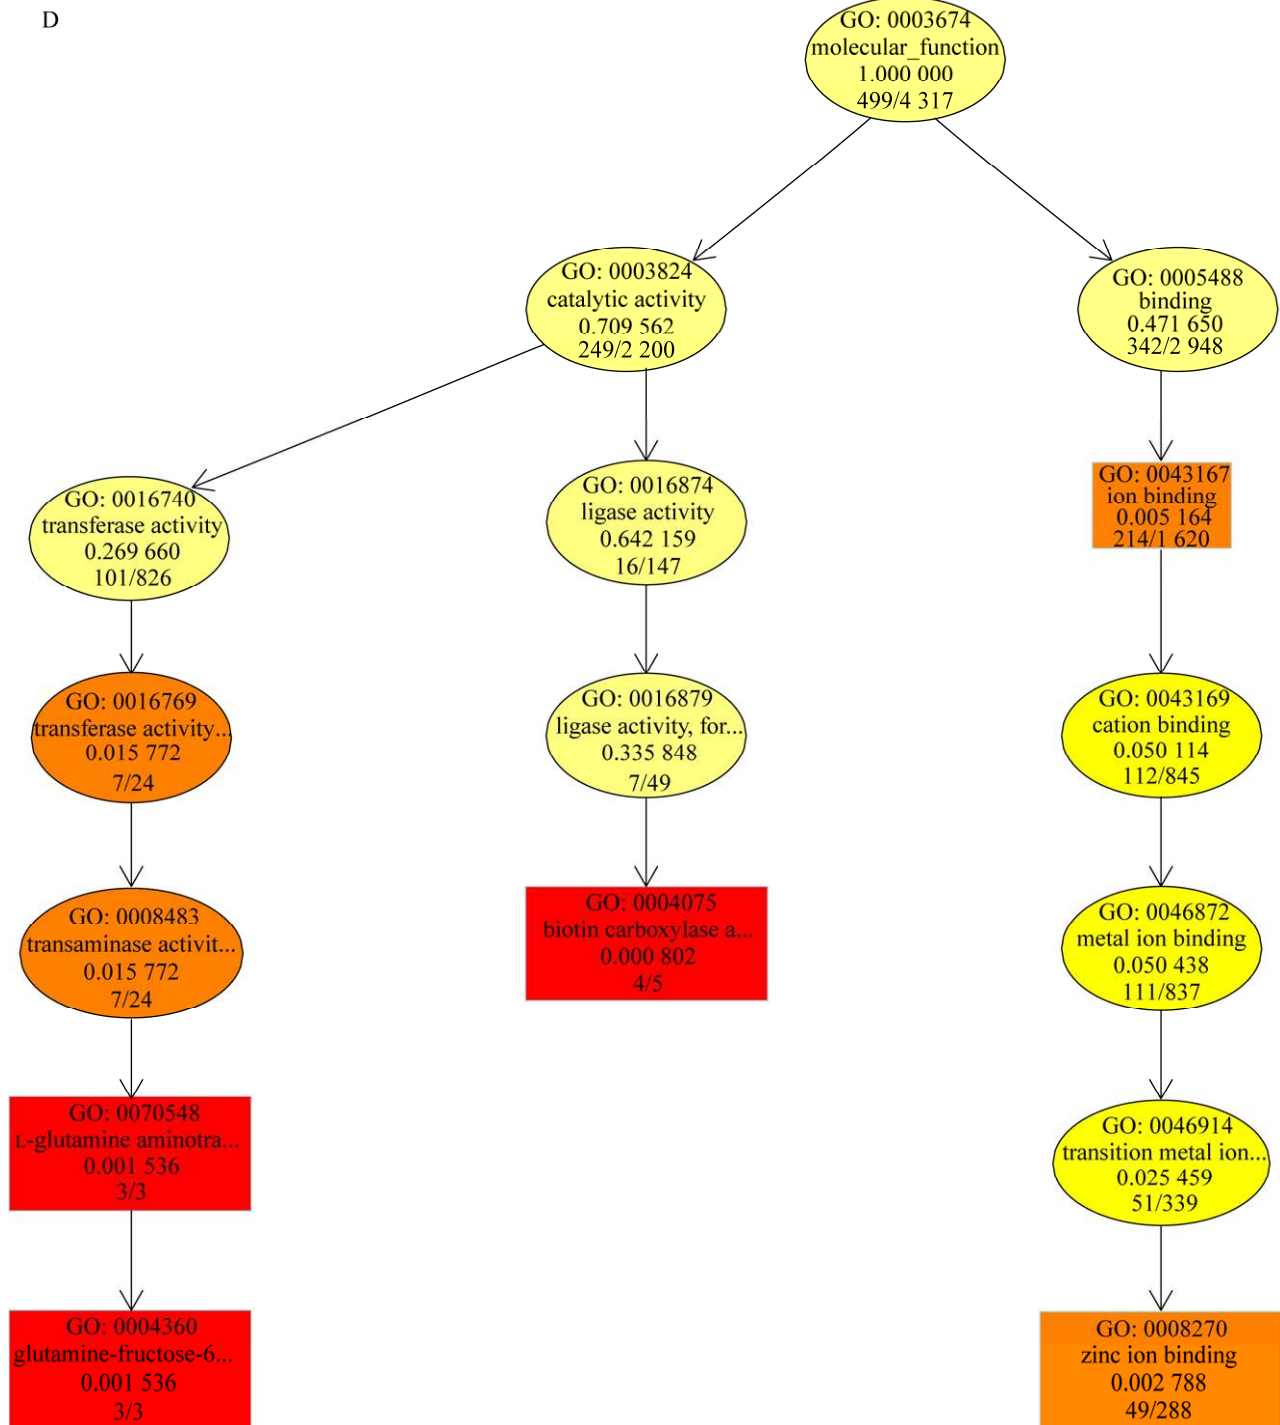 D
GO: 0003674
molecular_function
1.000 000
499/4 317
GO: 0003824
catalytic activity
0.709 562
249/2 200
GO: 0005488
binding
0.471 650
342/2 948
GO: 0016740
transferase activity
0.269 660
101/826
GO: 0016874
ligase activity
0.642 159
16/147
GO: 0043167
ion binding
0.005 164
214/1 620
GO: 0016769
transferase activity...
0.015 772
7/24
GO: 0016879
ligase activity, for...
0.335 848
7/49
GO: 0043169
cation binding
0.050 114
112/845
GO: 0008483
transaminase activit...
0.015 772
7/24
GO: 0004075
biotin carboxylase a...
0.000 802
4/5
GO: 0046872
metal ion binding
0.050 438
111/837
GO: 0070548
L-glutamine aminotra...
0.001 536
3/3
GO: 0046914
transition metal ion...
0.025 459
51/339
GO: 0004360
glutamine-fructose-6...
0.001 536
3/3
GO: 0008270
zinc ion binding
0.002 788
49/288